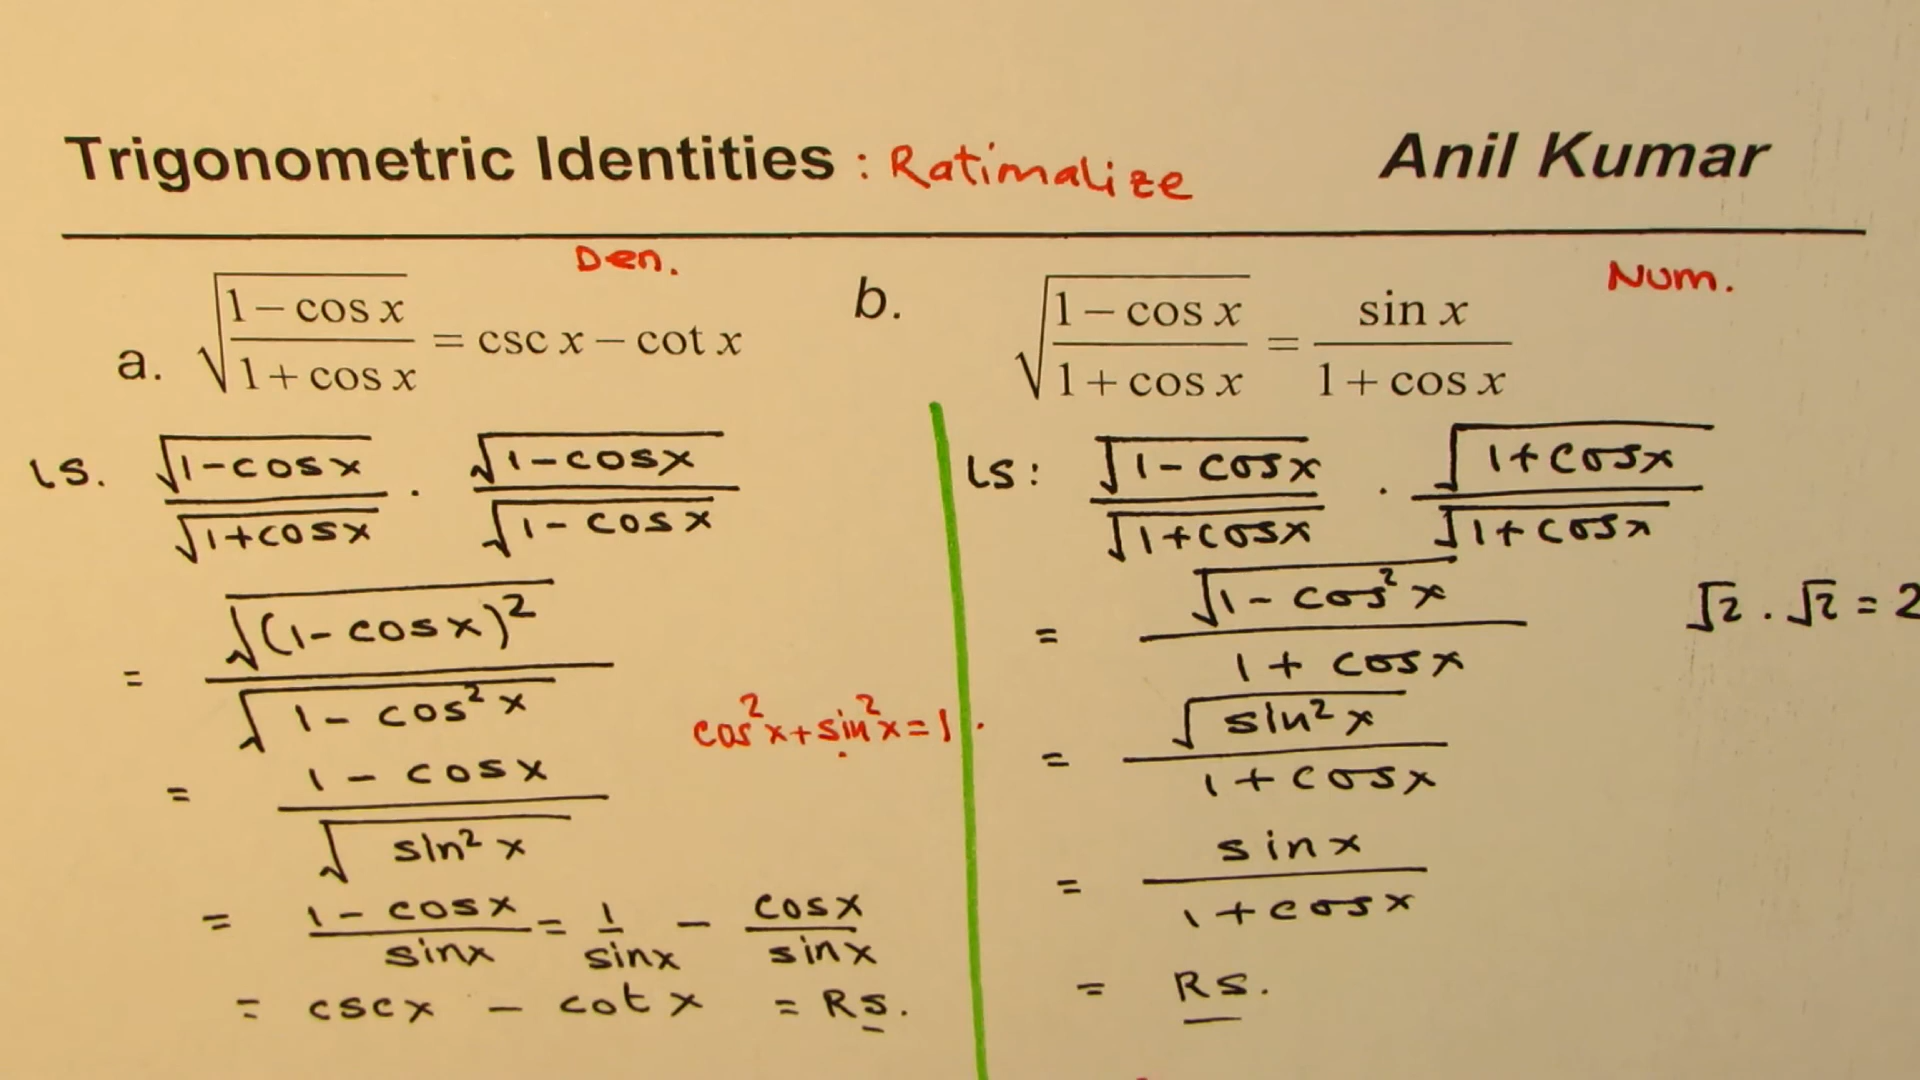 Trigonometric Identities : Rationalize Anil Kumar
Den.
a. √((1 − cos x)/(1 + cos x)) = csc x − cot x
LS. √(1-cosx)/√(1+cosx) · √(1-cosx)/√(1-cosx)
= √((1-cosx)²)/√(1-cos²x)
cos²x+sin²x=1.
= (1-cosx)/√(sin²x)
= (1-cosx)/sinx = 1/sinx - cosx/sinx
= cscx - cotx = RS.
Num.
b. √((1 − cos x)/(1 + cos x)) = sin x/(1 + cos x)
LS: √(1-cosx)/√(1+cosx) · √(1+cosx)/√(1+cosx)
= √(1-cos²x)/(1+cosx)
√2 . √2 = 2
= √(sin²x)/(1+cosx)
= sinx/(1+cosx)
= RS.